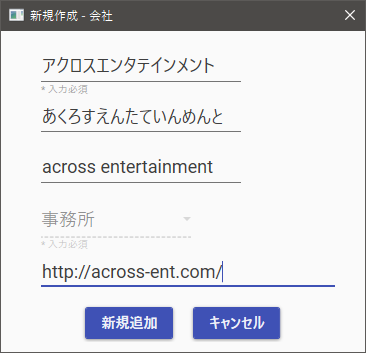 新規作成 - 会社
アクロスエンタテインメント
* 入力必須
あくろすえんたていんめんと
across entertainment
事務所
* 入力必須
http://across-ent.com/
新規追加
キャンセル